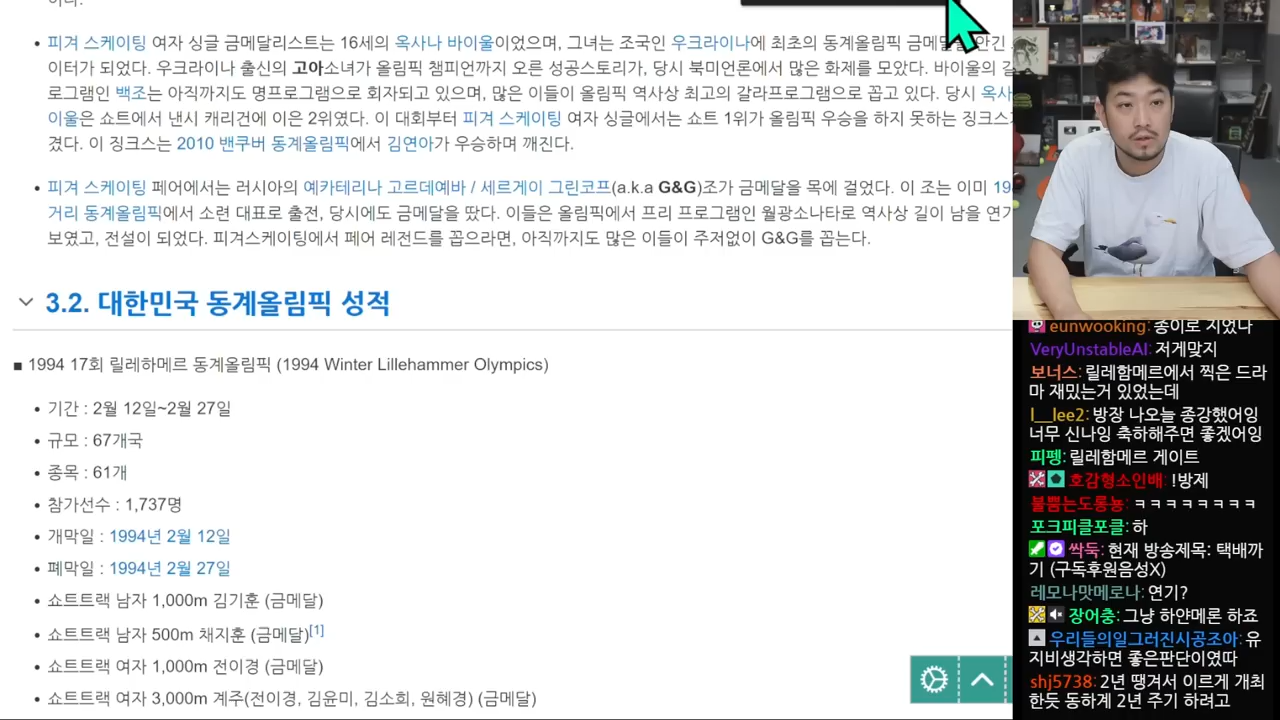 피겨 스케이팅 여자 싱글 금메달리스트는 16세의 옥사나 바이울이었으며, 그녀는 조국인 우크라이나에 최초의 동계올림픽 금메달을 안긴
이터가 되었다. 우크라이나 출신의 고아소녀가 올림픽 챔피언까지 오른 성공스토리가, 당시 북미언론에서 많은 화제를 모았다. 바이울의 갈
로그램인 백조는 아직까지도 명프로그램으로 회자되고 있으며, 많은 이들이 올림픽 역사상 최고의 갈라프로그램으로 꼽고 있다. 당시 옥사
이울은 쇼트에서 낸시 캐리건에 이은 2위였다. 이 대회부터 피겨 스케이팅 여자 싱글에서는 쇼트 1위가 올림픽 우승을 하지 못하는 징크스
겼다. 이 징크스는 2010 밴쿠버 동계올림픽에서 김연아가 우승하며 깨진다.
피겨 스케이팅 페어에서는 러시아의 예카테리나 고르데예바 / 세르게이 그린코프(a.k.a G&G)조가 금메달을 목에 걸었다. 이 조는 이미 19
거리 동계올림픽에서 소련 대표로 출전, 당시에도 금메달을 땄다. 이들은 올림픽에서 프리 프로그램인 월광소나타로 역사상 길이 남을 연기
보였고, 전설이 되었다. 피겨스케이팅에서 페어 레전드를 꼽으라면, 아직까지도 많은 이들이 주저없이 G&G를 꼽는다.
3.2. 대한민국 동계올림픽 성적
■ 1994 17회 릴레하메르 동계올림픽 (1994 Winter Lillehammer Olympics)
기간 : 2월 12일~2월 27일
규모 : 67개국
종목 : 61개
참가선수 : 1,737명
개막일 : 1994년 2월 12일
폐막일 : 1994년 2월 27일
쇼트트랙 남자 1,000m 김기훈 (금메달)
쇼트트랙 남자 500m 채지훈 (금메달)[1]
쇼트트랙 여자 1,000m 전이경 (금메달)
쇼트트랙 여자 3,000m 계주(전이경, 김윤미, 김소희, 원혜경) (금메달)
eunwooking: 종이로 지었나
VeryUnstableAI: 저게맞지
보너스: 릴레함메르에서 찍은 드라
마 재밌는거 있었는데
l__lee2: 방장 나오늘 종강했어잉
너무 신나잉 축하해주면 좋겠어잉
피펭: 릴레함메르 게이트
호감형소인배: !방제
불뿜는도롱뇽: ㅋㅋㅋㅋㅋㅋㅋㅋ
포크피클포클: 하
싹둑: 현재 방송제목: 택배까
기 (구독후원음성X)
레모나맛메로나: 연기?
장어충: 그냥 하얀메론 하죠
우리들의일그러진시공조아: 유
지비생각하면 좋은판단이였따
shj5738: 2년 땡겨서 이르게 개최
한듯 동하계 2년 주기 하려고